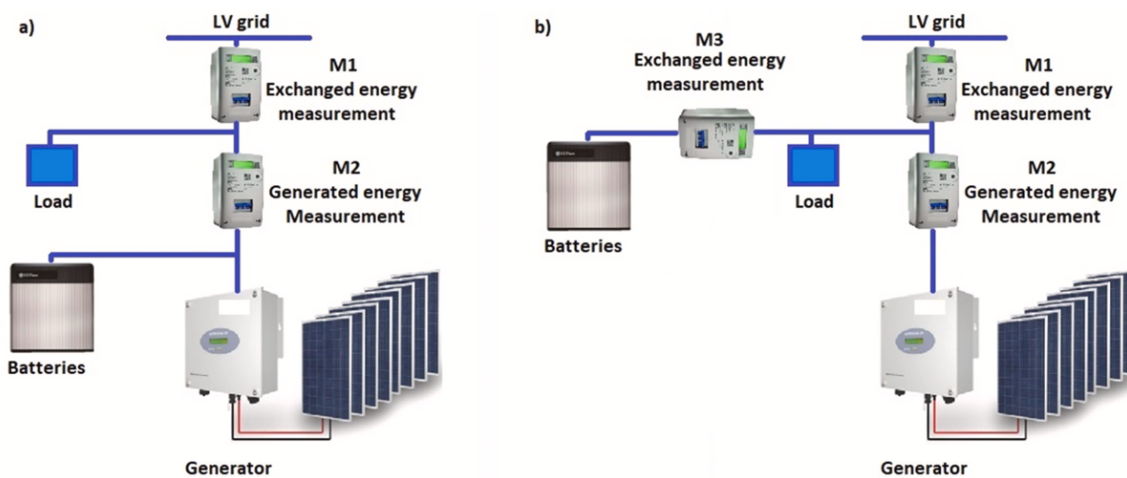 a)
LV grid
M1
Exchanged energy
measurement
Load
M2
Generated energy
Measurement
Batteries
Generator
b)
LV grid
M3
Exchanged energy
measurement
M1
Exchanged energy
measurement
Load
M2
Generated energy
Measurement
Batteries
Generator